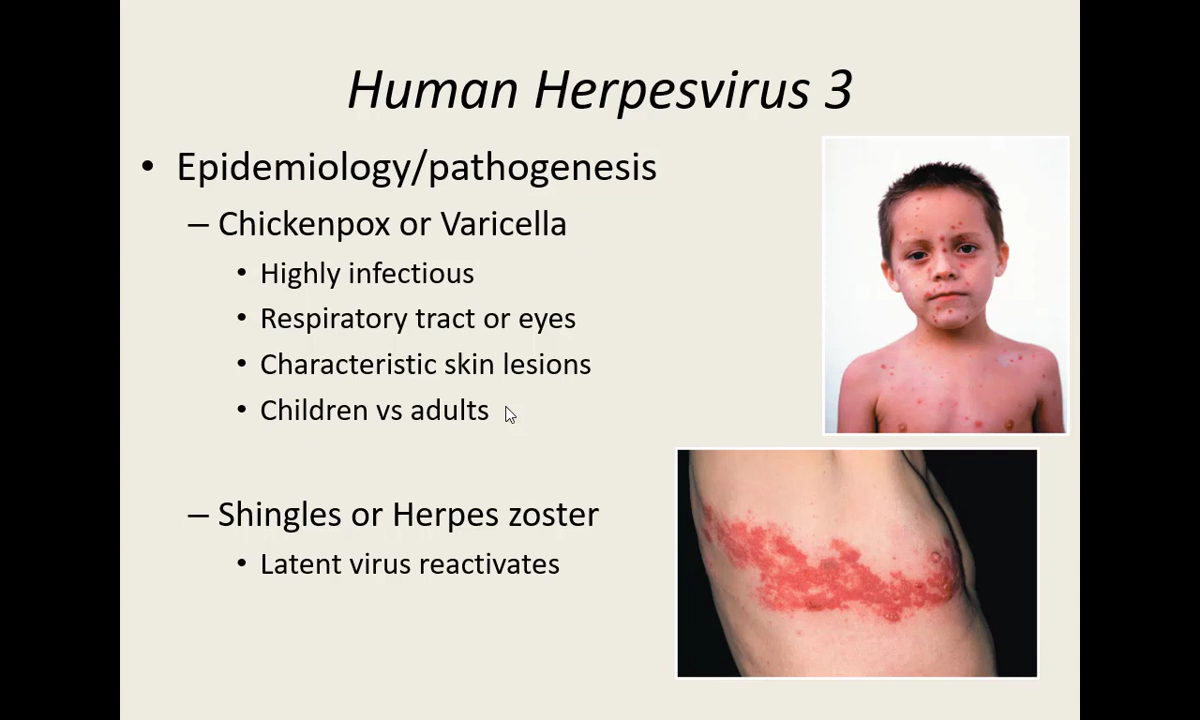 Human Herpesvirus 3
• Epidemiology/pathogenesis
– Chickenpox or Varicella
• Highly infectious
• Respiratory tract or eyes
• Characteristic skin lesions
• Children vs adults
– Shingles or Herpes zoster
• Latent virus reactivates